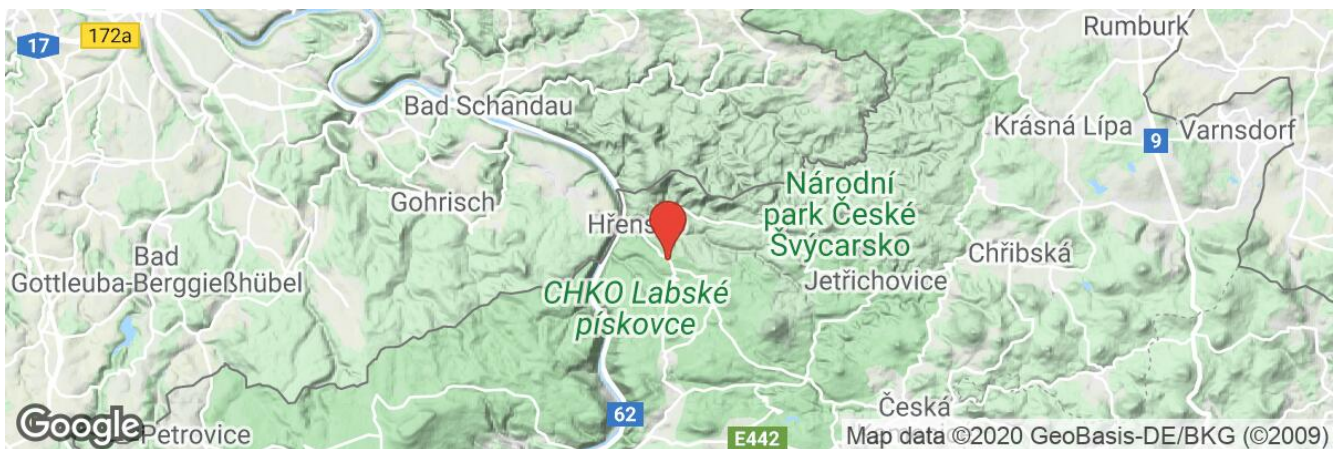 Rumburk
17
172a
Bad Schandau
Krásná Lípa
9
Varnsdorf
Národní
park České
Švýcarsko
Gohrisch
Chřibská
Bad
Gottleuba-Berggießhübel
Jetřichovice
CHKO Labské
pískovce
62
Česká
Google
Petrovice
E442
Map data ©2020 GeoBasis-DE/BKG (©2009)